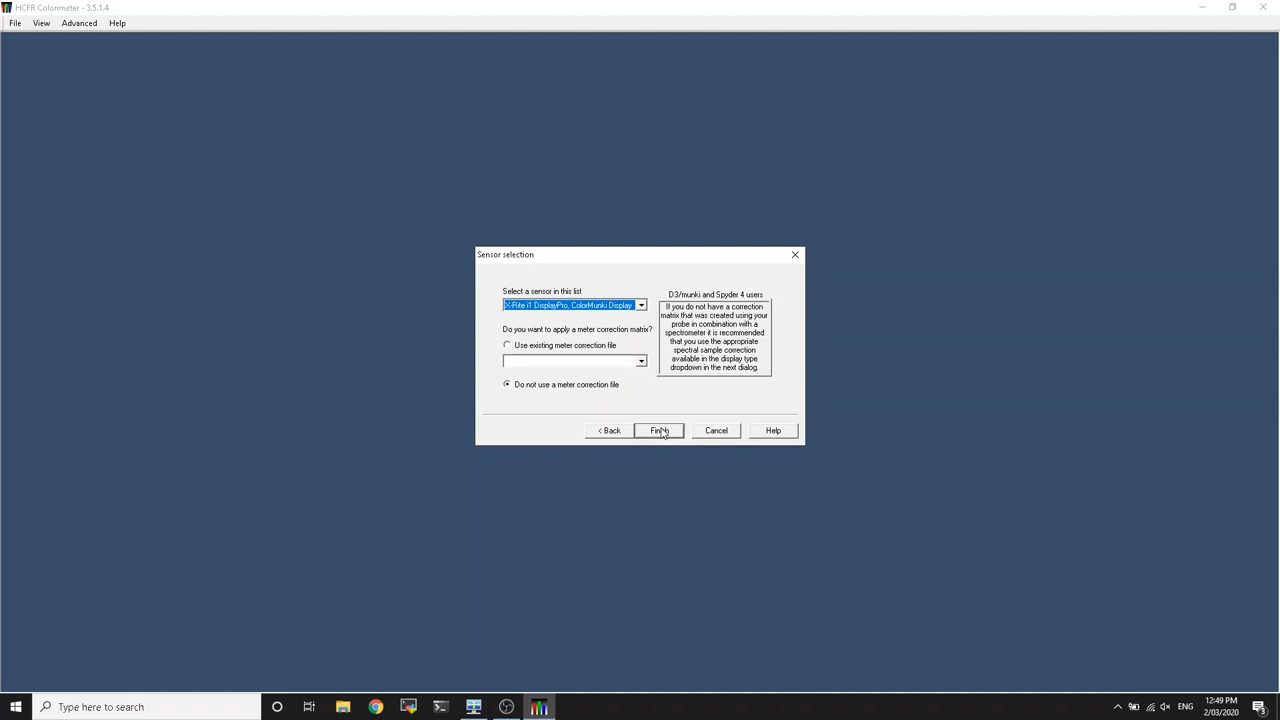 HCFR Colorimeter - 3.5.1.4
File View Advanced Help
Sensor selection
Select a sensor in this list
X-Rite i1 DisplayPro, ColorMunki Display
Do you want to apply a meter correction matrix?
Use existing meter correction file
Do not use a meter correction file
D3/munki and Spyder 4 users
If you do not have a correction
matrix that was created using your
probe in combination with a
spectrometer it is recommended
that you use the appropriate
spectral sample correction
available in the display type
dropdown in the next dialog.
< Back Finish Cancel Help
Type here to search
ENG
12:49 PM
2/03/2020
3